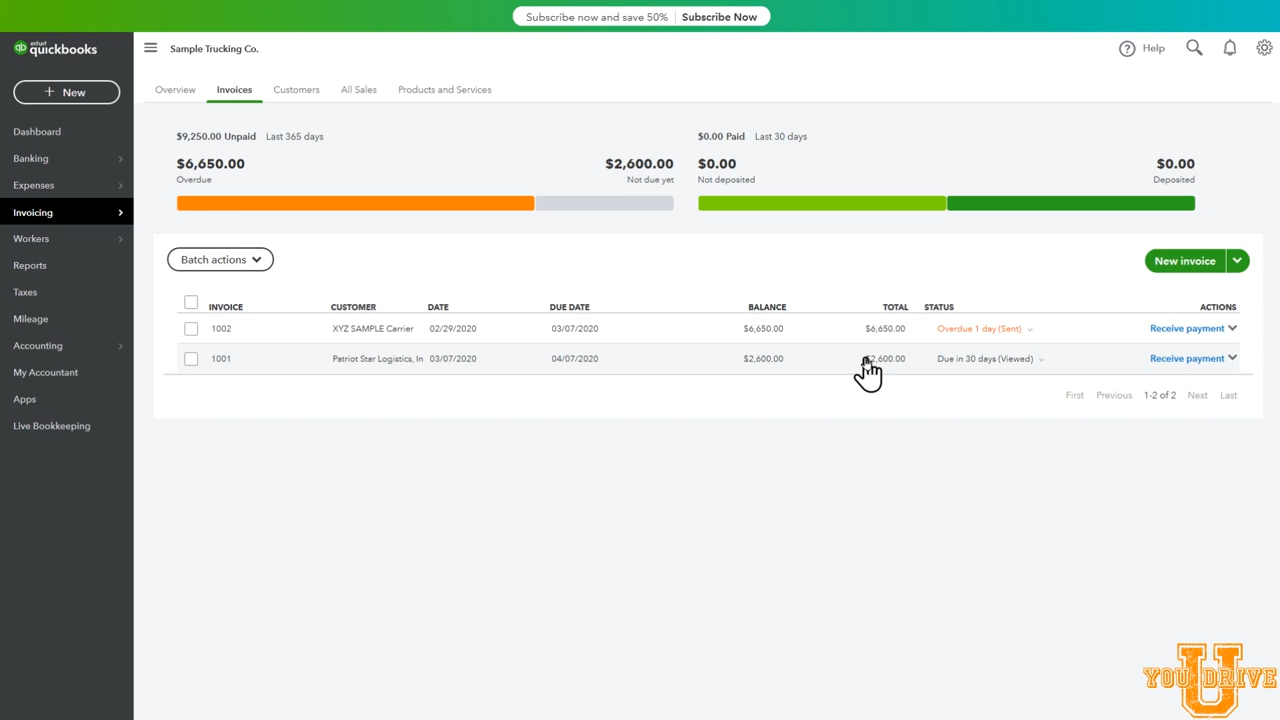 Subscribe now and save 50% Subscribe Now
intuit quickbooks
Sample Trucking Co.
Help
+ New
Dashboard
Banking
Expenses
Invoicing
Workers
Reports
Taxes
Mileage
Accounting
My Accountant
Apps
Live Bookkeeping
Overview Invoices Customers All Sales Products and Services
$9,250.00 Unpaid Last 365 days
$6,650.00 $2,600.00
Overdue Not due yet
$0.00 Paid Last 30 days
$0.00 $0.00
Not deposited Deposited
Batch actions
New invoice
INVOICE CUSTOMER DATE DUE DATE BALANCE TOTAL STATUS ACTIONS
1002 XYZ SAMPLE Carrier 02/29/2020 03/07/2020 $6,650.00 $6,650.00 Overdue 1 day (Sent) Receive payment
1001 Patriot Star Logistics, In 03/07/2020 04/07/2020 $2,600.00 $2,600.00 Due in 30 days (Viewed) Receive payment
First Previous 1-2 of 2 Next Last
U
YOU DRIVE